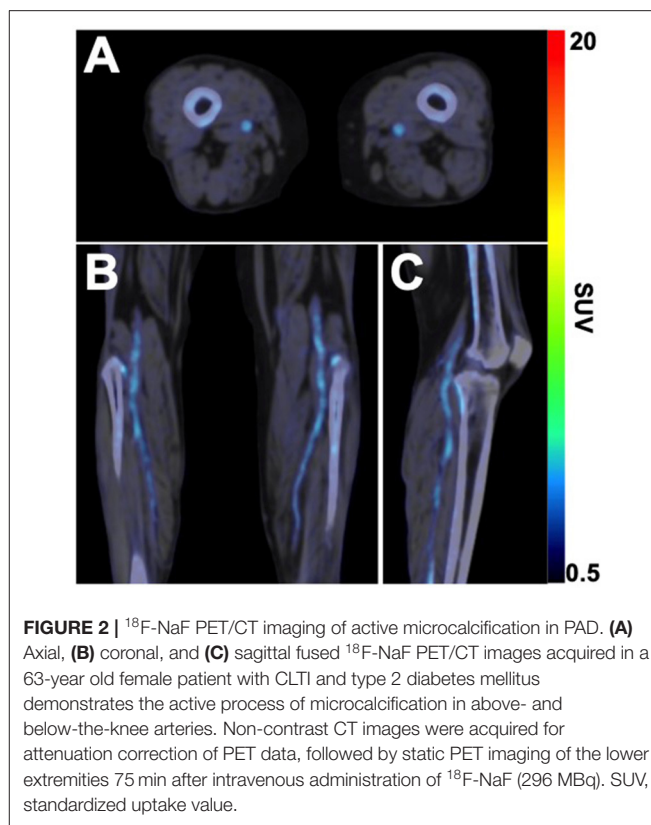 A
20
B
C
SUV
0.5
FIGURE 2 | ¹⁸F-NaF PET/CT imaging of active microcalcification in PAD. (A)
Axial, (B) coronal, and (C) sagittal fused ¹⁸F-NaF PET/CT images acquired in a
63-year old female patient with CLTI and type 2 diabetes mellitus
demonstrates the active process of microcalcification in above- and
below-the-knee arteries. Non-contrast CT images were acquired for
attenuation correction of PET data, followed by static PET imaging of the lower
extremities 75 min after intravenous administration of ¹⁸F-NaF (296 MBq). SUV,
standardized uptake value.